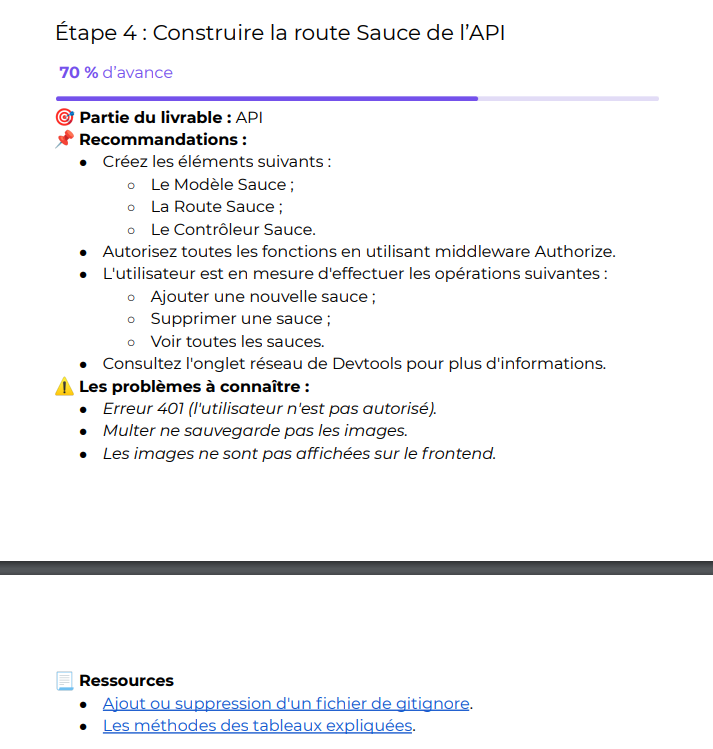 Étape 4 : Construire la route Sauce de l’API
70 % d’avance
🎯 Partie du livrable : API
📌 Recommandations :
● Créez les éléments suivants :
○ Le Modèle Sauce ;
○ La Route Sauce ;
○ Le Contrôleur Sauce.
● Autorisez toutes les fonctions en utilisant middleware Authorize.
● L'utilisateur est en mesure d'effectuer les opérations suivantes :
○ Ajouter une nouvelle sauce ;
○ Supprimer une sauce ;
○ Voir toutes les sauces.
● Consultez l'onglet réseau de Devtools pour plus d'informations.
⚠️ Les problèmes à connaître :
● Erreur 401 (l'utilisateur n'est pas autorisé).
● Multer ne sauvegarde pas les images.
● Les images ne sont pas affichées sur le frontend.
📃 Ressources
● Ajout ou suppression d'un fichier de gitignore.
● Les méthodes des tableaux expliquées.